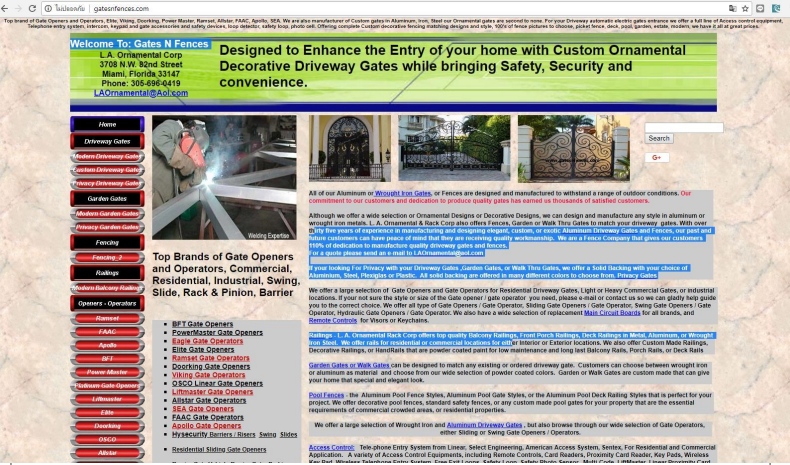 ไม่ปลอดภัย | gatesnfences.com
Top brand of Gate Openers and Operators, Elite, Viking, Doorking, Power Master, Ramset, Allstar, FAAC, Apollo, SEA. We are also manufacturer of Custom gates in Aluminum, Iron, Steel our Ornamental gates are second to none. For your Driveway automatic electric gates entrance we offer a full line of Access control equipment,
Telephone entry system, intercom, keypad and gate accessories and safety devices, loop detector, safety loop, photo cell. Offering complete Custom decorative fencing matching designs and style, 100's of fence pictures to choose, picket fence, deck, pool, garden, estate, modern, we have it all at great prices.
Welcome To: Gates N Fences
L.A. Ornamental Corp
3708 N.W. 82nd Street
Miami, Florida 33147
Phone: 305-696-0419
LAOrnamental@Aol.com
Designed to Enhance the Entry of your home with Custom Ornamental
Decorative Driveway Gates while bringing Safety, Security and
convenience.
Home
Driveway Gates
Modern Driveway Gates
Custom Driveway Gates
Privacy Driveway Gates
Garden Gates
Modern Garden Gates
Privacy Garden Gates
Fencing
Fencing_2
Railings
Modern Balcony Railings
Openers - Operators
Ramset
FAAC
Apollo
BFT
Power Master
Platinum Gate Openers
Liftmaster
Elite
Doorking
OSCO
Allstar
Welding Expertise
Top Brands of Gate Openers
and Operators, Commercial,
Residential, Industrial, Swing,
Slide, Rack & Pinion, Barrier
BFT Gate Openers
PowerMaster Gate Openers
Eagle Gate Operators
Elite Gate Openers
Ramset Gate Operators
Doorking Gate Openers
Viking Gate Operators
OSCO Linear Gate Openers
Liftmaster Gate Openers
Allstar Gate Operators
SEA Gate Openers
FAAC Gate Operators
Apollo Gate Openers
Hysecurity Barriers / Risers Swing Slides
Residential Sliding Gate Openers
Search
G+
All of our Aluminum or Wrought Iron Gates, or Fences are designed and manufactured to withstand a range of outdoor conditions. Our
commitment to our customers and dedication to produce quality gates has earned us thousands of satisfied customers.
Although we offer a wide selection or Ornamental Designs or Decorative Designs, we can design and manufacture any style in aluminum or
wrought iron metals. L. A. Ornamental & Rack Corp also offers Fences, Garden or Walk Thru Gates to match your driveway gates. With over
thirty five years of experience in manufacturing and designing elegant, custom, or exotic Aluminum Driveway Gates and Fences, our past and
future customers can have peace of mind that they are receiving quality workmanship. We are a Fence Company that gives our customers
110% of dedication to manufacture quality driveway gates and fences.
For a quote please send an e-mail to LAOrnamental@aol.com
If your looking For Privacy with your Driveway Gates ,Garden Gates, or Walk Thru Gates, we offer a Solid Backing with your choice of
Aluminum, Steel, Plexiglas or Plastic. All solid backing are offered in many different colors to choose from. Privacy Gates
We offer a large selection of Gate Openers and Gate Operators for Residential Driveway Gates, Light or Heavy Commercial Gates, or industrial
locations. If you not sure the style or size of the gate opener / gate operator you need, please e-mail or contact us so we can gladly help guide
you to the correct choice. We offer all type of Gate Openers / Gate Operator, Sliding Gate Openers / Gate Operator, Swing Gate Openers / Gate
Operator, Hydraulic Gate Openers / Gate Operator. We also have a wide selection of replacement Main Circuit Boards for all brands, and
Remote Controls for Visors or Keychains.
Railings - L. A. Ornamental Rack Corp offers top quality Balcony Railings, Front Porch Railings, Deck Railings in Metal, Aluminum, or Wrought
Iron Steel. We offer rails for residential or commercial locations for either Interior or Exterior locations. We also offer Custom Made Railings,
Decorative Railings, or HandRails that are powder coated paint for low maintenance and long last Balcony Rails, Porch Rails, or Deck Rails
Garden Gates or Walk Gates can be designed to match any existing or ordered driveway gate. Customers can choose between wrought iron
or aluminum as material and choose from our wide selection of powder coated colors. Garden or Walk Gates are custom made that can give
your home that special and elegant look.
Pool Fences - the Aluminum Pool Fence Styles, Aluminum Pool Gate Styles, or the Aluminum Pool Deck Railing Styles that is perfect for your
project. We offer decorative pool fences, standard safety fences, or any custom made pool gates for your property that are the essential
requirements of commercial crowded areas, or residential properties.
We offer a large selection of Wrought Iron and Aluminum Driveway Gates , but also browse through our wide selection of Gate Operators,
either Sliding or Swing Gate Openers / Operators.
Access Control: Tele-phone Entry System from Linear, Select Engineering, American Access System, Sentex, For Residential and Commercial
Application. A variety of Access Control Equipments, including Remote Controls, Card Readers, Proximity Card Reader, Key Pads, Wireless
Key Pad, Wireless Telephone Entry System, Free Exit Loops, Safety Loop, Safety Photo Sensor, Multi Code, LiftMaster, Linear Proximity Card